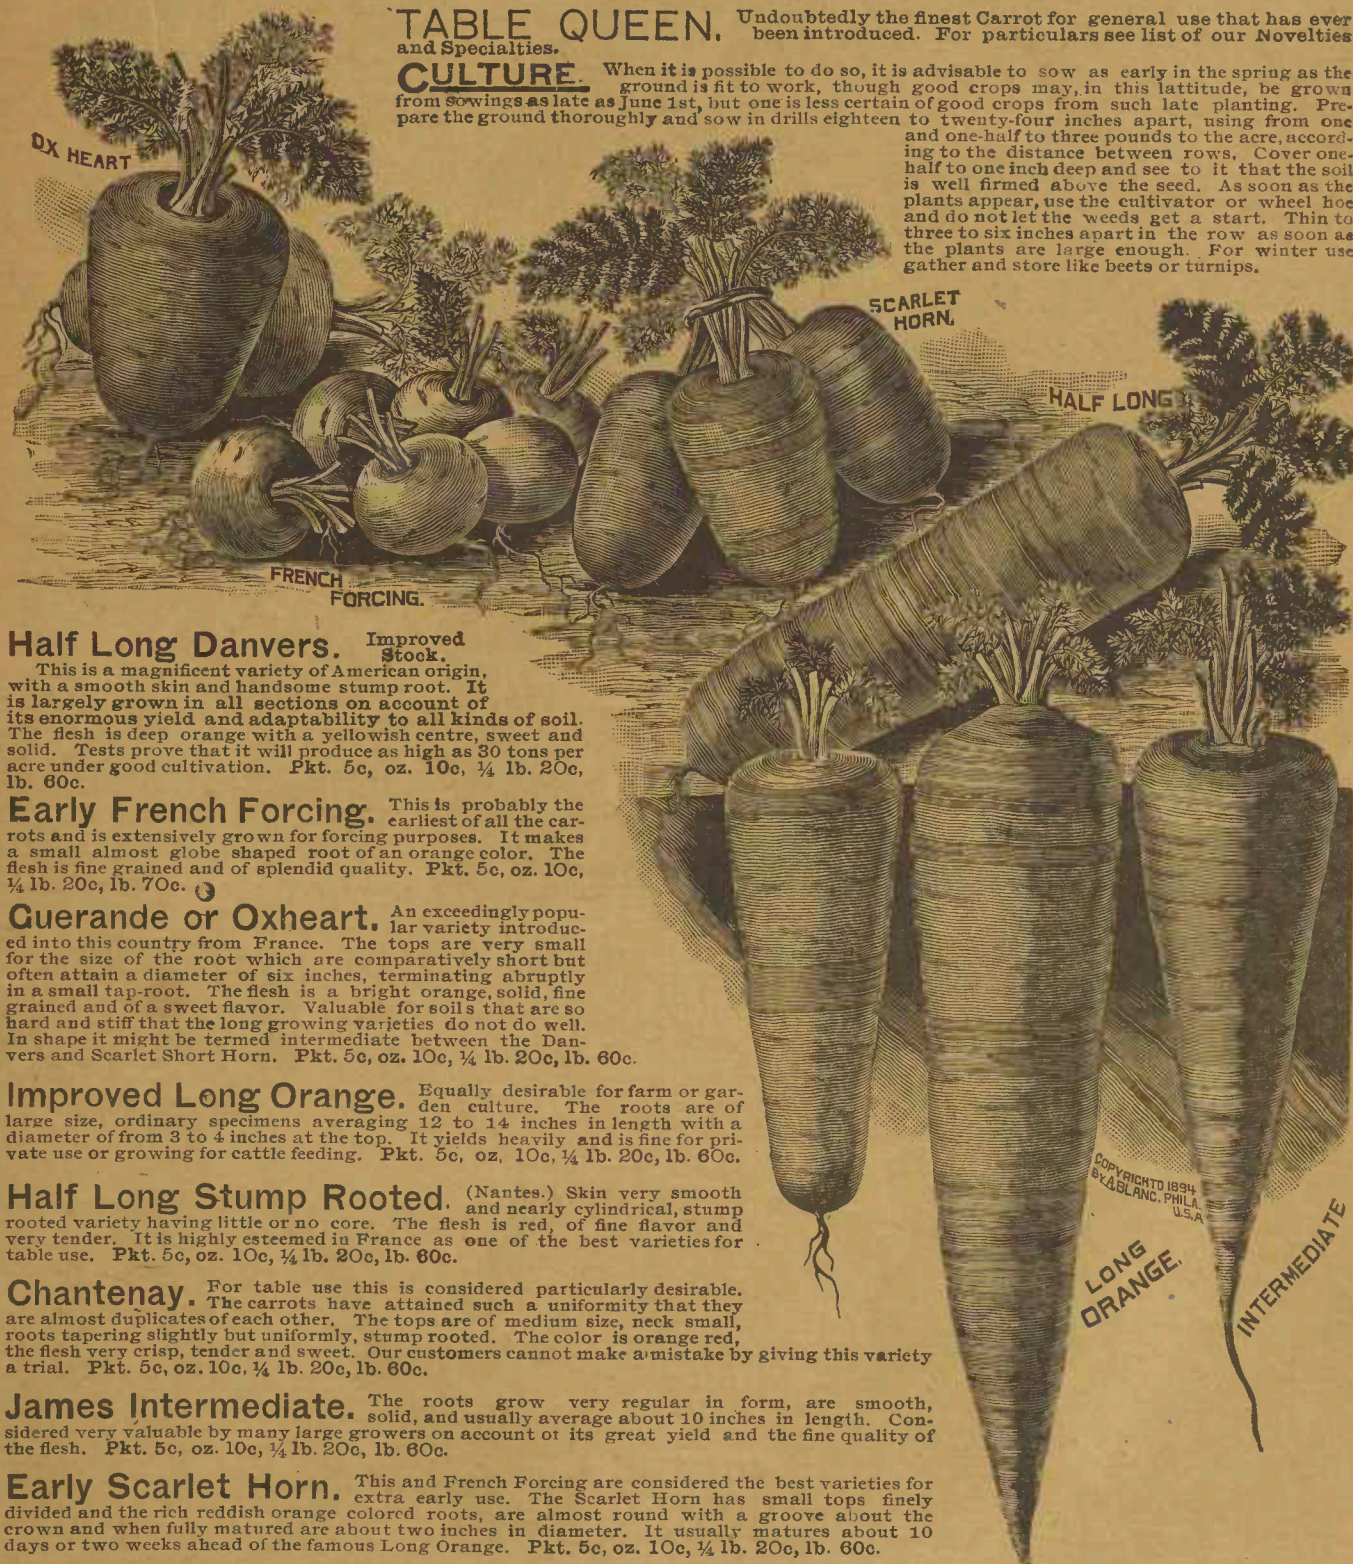 TABLE QUEEN. Undoubtedly the finest Carrot for general use that has ever
been introduced. For particulars see list of our Novelties
and Specialties.
CULTURE. When it is possible to do so, it is advisable to sow as early in the spring as the
ground is fit to work, though good crops may, in this lattitude, be grown
from sowings as late as June 1st, but one is less certain of good crops from such late planting. Pre-
pare the ground thoroughly and sow in drills eighteen to twenty-four inches apart, using from one
and one-half to three pounds to the acre, accord-
ing to the distance between rows. Cover one-
half to one inch deep and see to it that the soil
is well firmed above the seed. As soon as the
plants appear, use the cultivator or wheel hoe
and do not let the weeds get a start. Thin to
three to six inches apart in the row as soon as
the plants are large enough. For winter use
gather and store like beets or turnips.
OX HEART
SCARLET
HORN.
HALF LONG
FRENCH
FORCING.
Half Long Danvers. Improved
Stock.
This is a magnificent variety of American origin,
with a smooth skin and handsome stump root. It
is largely grown in all sections on account of
its enormous yield and adaptability to all kinds of soil.
The flesh is deep orange with a yellowish centre, sweet and
solid. Tests prove that it will produce as high as 30 tons per
acre under good cultivation. Pkt. 5c, oz. 10c, ¼ lb. 20c,
lb. 60c.
Early French Forcing. This is probably the
earliest of all the car-
rots and is extensively grown for forcing purposes. It makes
a small almost globe shaped root of an orange color. The
flesh is fine grained and of splendid quality. Pkt. 5c, oz. 10c,
¼ lb. 20c, lb. 70c.
Guerande or Oxheart. An exceedingly popu-
lar variety introduc-
ed into this country from France. The tops are very small
for the size of the root which are comparatively short but
often attain a diameter of six inches, terminating abruptly
in a small tap-root. The flesh is a bright orange, solid, fine
grained and of a sweet flavor. Valuable for soils that are so
hard and stiff that the long growing varieties do not do well.
In shape it might be termed intermediate between the Dan-
vers and Scarlet Short Horn. Pkt. 5c, oz. 10c, ¼ lb. 20c, lb. 60c.
Improved Long Orange. Equally desirable for farm or gar-
den culture. The roots are of
large size, ordinary specimens averaging 12 to 14 inches in length with a
diameter of from 3 to 4 inches at the top. It yields heavily and is fine for pri-
vate use or growing for cattle feeding. Pkt. 5c, oz, 10c, ¼ lb. 20c, lb. 60c.
Half Long Stump Rooted. (Nantes.) Skin very smooth
and nearly cylindrical, stump
rooted variety having little or no core. The flesh is red, of fine flavor and
very tender. It is highly esteemed in France as one of the best varieties for
table use. Pkt. 5c, oz. 10c, ¼ lb. 20c, lb. 60c.
Chantenay. For table use this is considered particularly desirable.
The carrots have attained such a uniformity that they
are almost duplicates of each other. The tops are of medium size, neck small,
roots tapering slightly but uniformly, stump rooted. The color is orange red,
the flesh very crisp, tender and sweet. Our customers cannot make a mistake by giving this variety
a trial. Pkt. 5c, oz. 10c, ¼ lb. 20c, lb. 60c.
James Intermediate. The roots grow very regular in form, are smooth,
solid, and usually average about 10 inches in length. Con-
sidered very valuable by many large growers on account of its great yield and the fine quality of
the flesh. Pkt. 5c, oz. 10c, ¼ lb. 20c, lb. 60c.
Early Scarlet Horn. This and French Forcing are considered the best varieties for
extra early use. The Scarlet Horn has small tops finely
divided and the rich reddish orange colored roots, are almost round with a groove about the
crown and when fully matured are about two inches in diameter. It usually matures about 10
days or two weeks ahead of the famous Long Orange. Pkt. 5c, oz. 10c, ¼ lb. 20c, lb. 60c.
COPYRIGHTD 1894
BY A. BLANC. PHILA.
U.S.A
LONG
ORANGE.
INTERMEDIATE